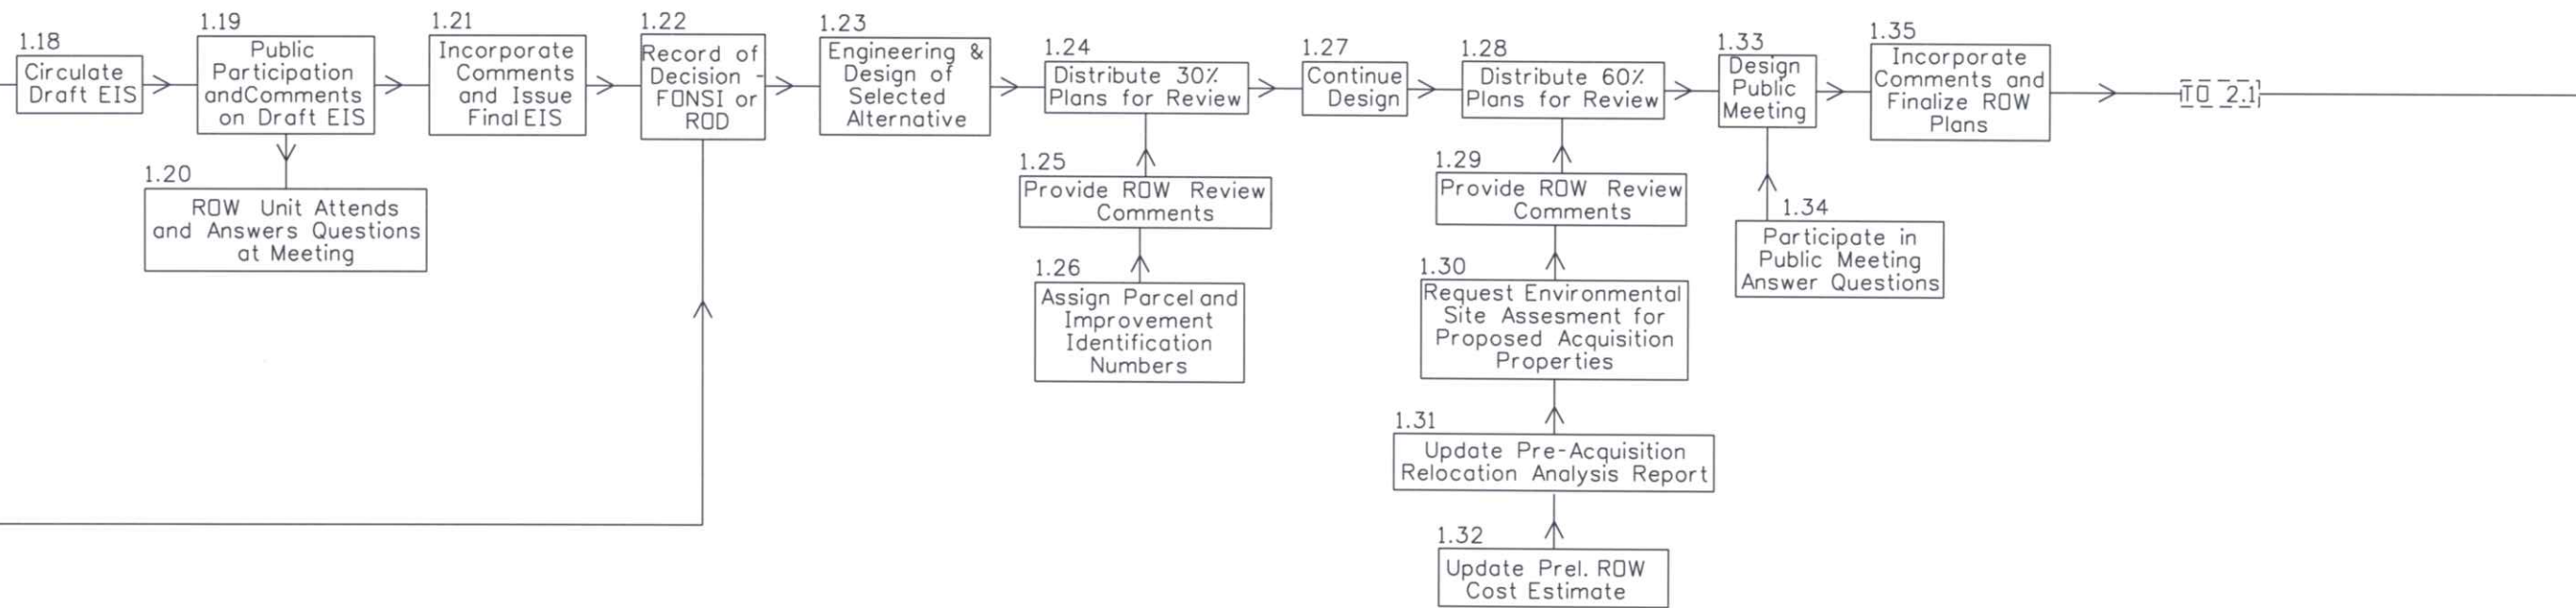 1.18
Circulate
Draft EIS
1.19
Public
Participation
andComments
on Draft EIS
1.20
ROW Unit Attends
and Answers Questions
at Meeting
1.21
Incorporate
Comments
and Issue
Final EIS
1.22
Record of
Decision -
FONSI or
ROD
1.23
Engineering &
Design of
Selected
Alternative
1.24
Distribute 30%
Plans for Review
1.25
Provide ROW Review
Comments
1.26
Assign Parcel and
Improvement
Identification
Numbers
1.27
Continue
Design
1.28
Distribute 60%
Plans for Review
1.29
Provide ROW Review
Comments
1.30
Request Environmental
Site Assesment for
Proposed Acquisition
Properties
1.31
Update Pre-Acquisition
Relocation Analysis Report
1.32
Update Prel. ROW
Cost Estimate
1.33
Design
Public
Meeting
1.34
Participate in
Public Meeting
Answer Questions
1.35
Incorporate
Comments and
Finalize ROW
Plans
TO 2.1